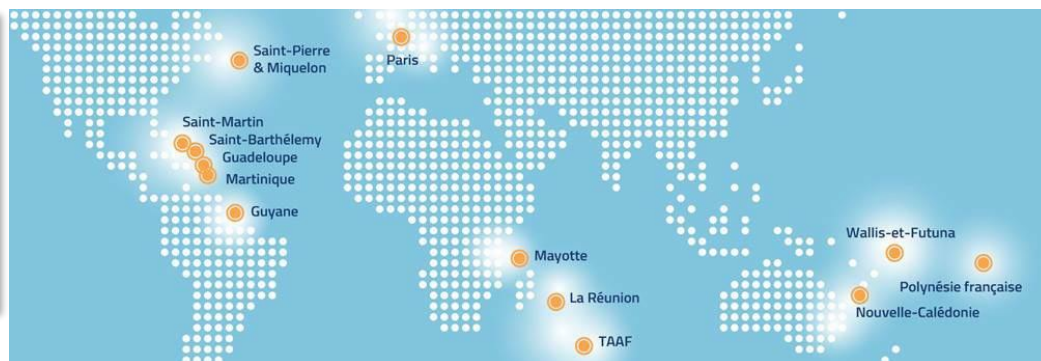 Saint-Pierre
& Miquelon
Paris
Saint-Martin
Saint-Barthélemy
Guadeloupe
Martinique
Guyane
Wallis-et-Futuna
Mayotte
Polynésie française
La Réunion
Nouvelle-Calédonie
TAAF